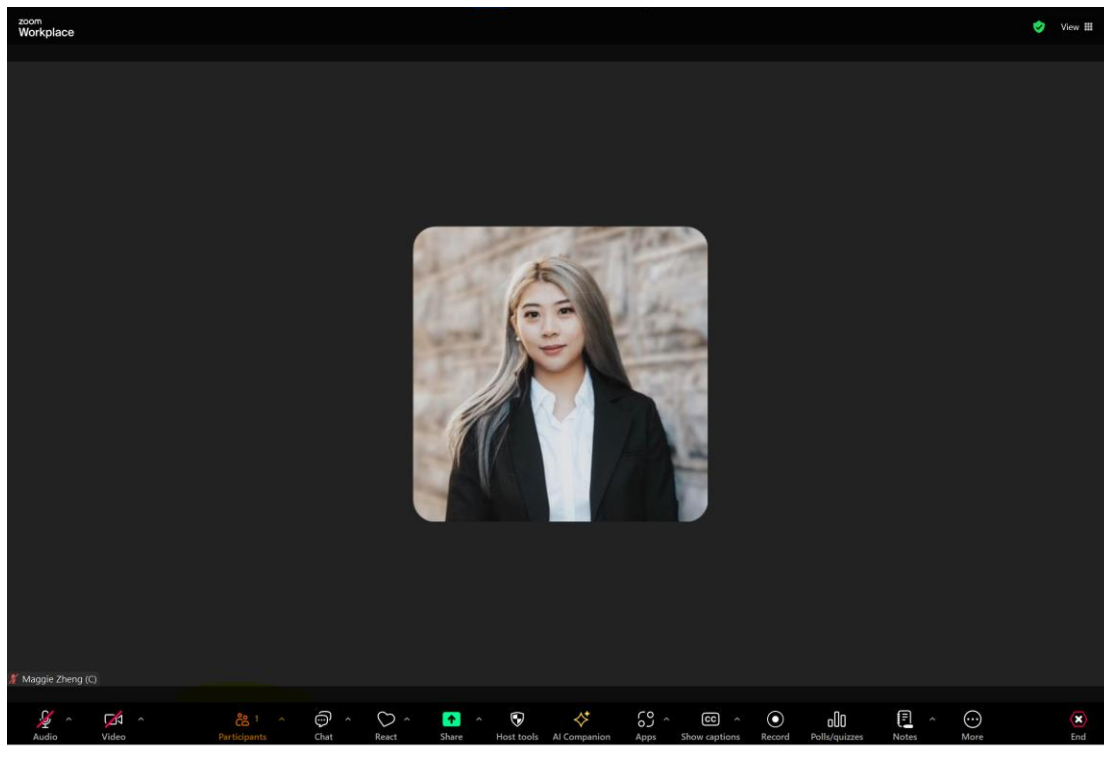 zoom
Workplace
View
Maggie Zheng (C)
1
Audio
Video
Participants
Chat
React
Share
Host tools
AI Companion
Apps
CC
Show captions
Record
Polls/quizzes
Notes
More
End